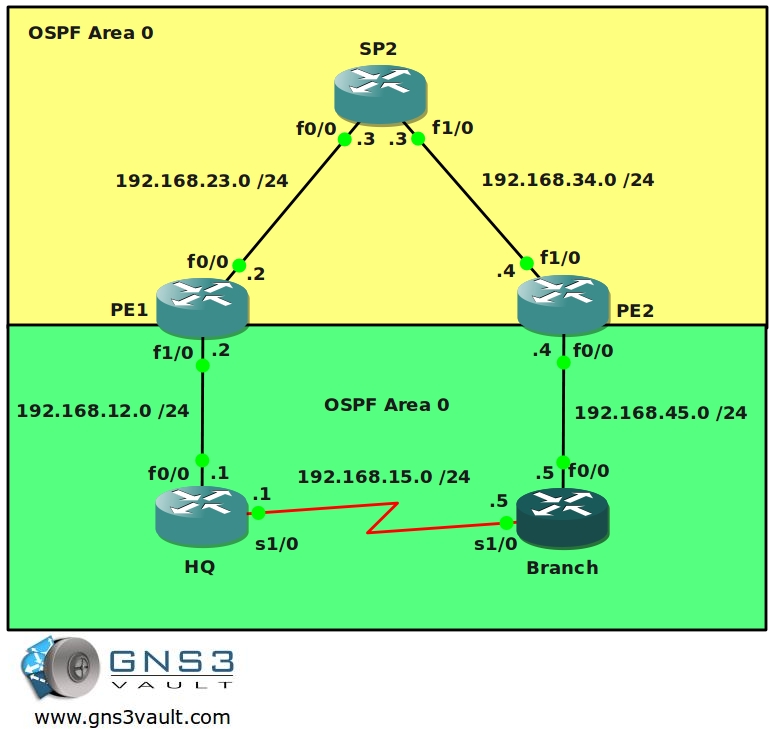 OSPF Area 0
SP2
f0/0
.3
.3
f1/0
192.168.23.0 /24
192.168.34.0 /24
f0/0
.2
f1/0
.4
PE1
PE2
f1/0
.2
.4
f0/0
192.168.12.0 /24
OSPF Area 0
192.168.45.0 /24
f0/0
.1
192.168.15.0 /24
.5
f0/0
.1
.5
s1/0
s1/0
HQ
Branch
GNS3
VAULT
www.gns3vault.com